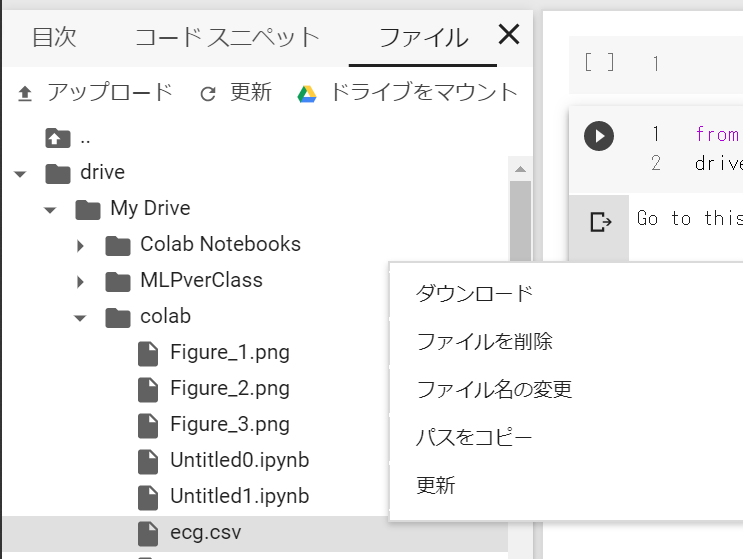 目次 コード スニペット ファイル
アップロード 更新 ドライブをマウント
..
drive
My Drive
Colab Notebooks
MLPverClass
colab
Figure_1.png
Figure_2.png
Figure_3.png
Untitled0.ipynb
Untitled1.ipynb
ecg.csv
[ ] 1
1 from
2 drive
Go to this
ダウンロード
ファイルを削除
ファイル名の変更
パスをコピー
更新